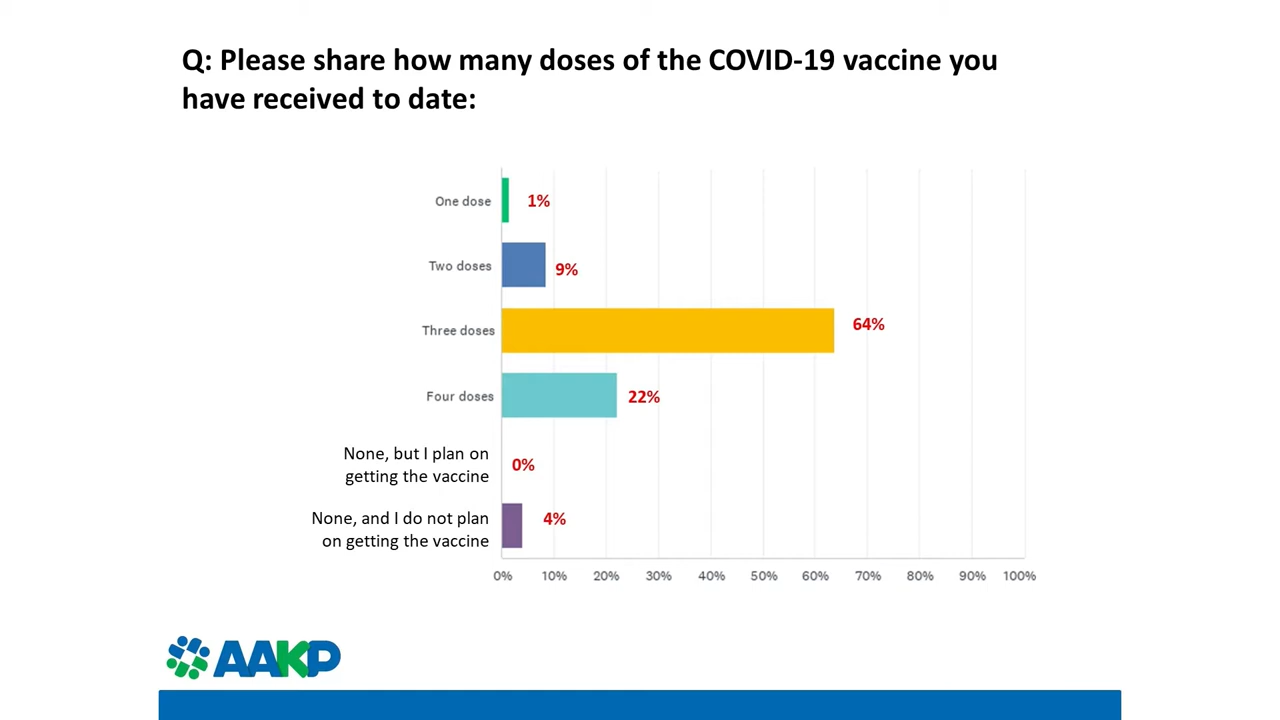 Q: Please share how many doses of the COVID-19 vaccine you
have received to date:
One dose
1%
Two doses
9%
Three doses
64%
Four doses
22%
None, but I plan on
getting the vaccine
0%
None, and I do not plan
on getting the vaccine
4%
0% 10% 20% 30% 40% 50% 60% 70% 80% 90% 100%
AAKP